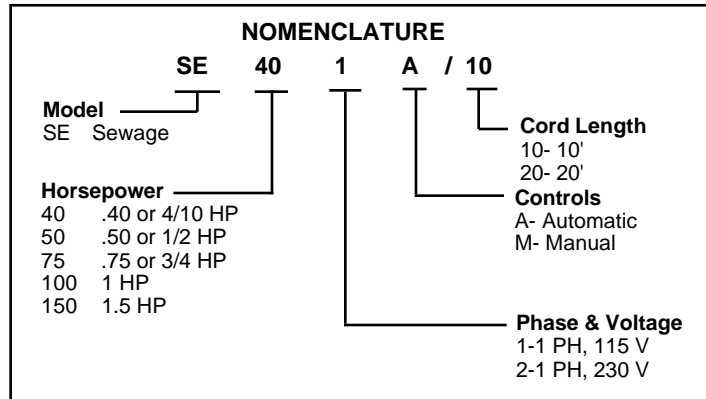 NOMENCLATURE
SE 40 1 A / 10
Model
SE Sewage
Horsepower
40 .40 or 4/10 HP
50 .50 or 1/2 HP
75 .75 or 3/4 HP
100 1 HP
150 1.5 HP
Cord Length
10- 10'
20- 20'
Controls
A- Automatic
M- Manual
Phase & Voltage
1-1 PH, 115 V
2-1 PH, 230 V